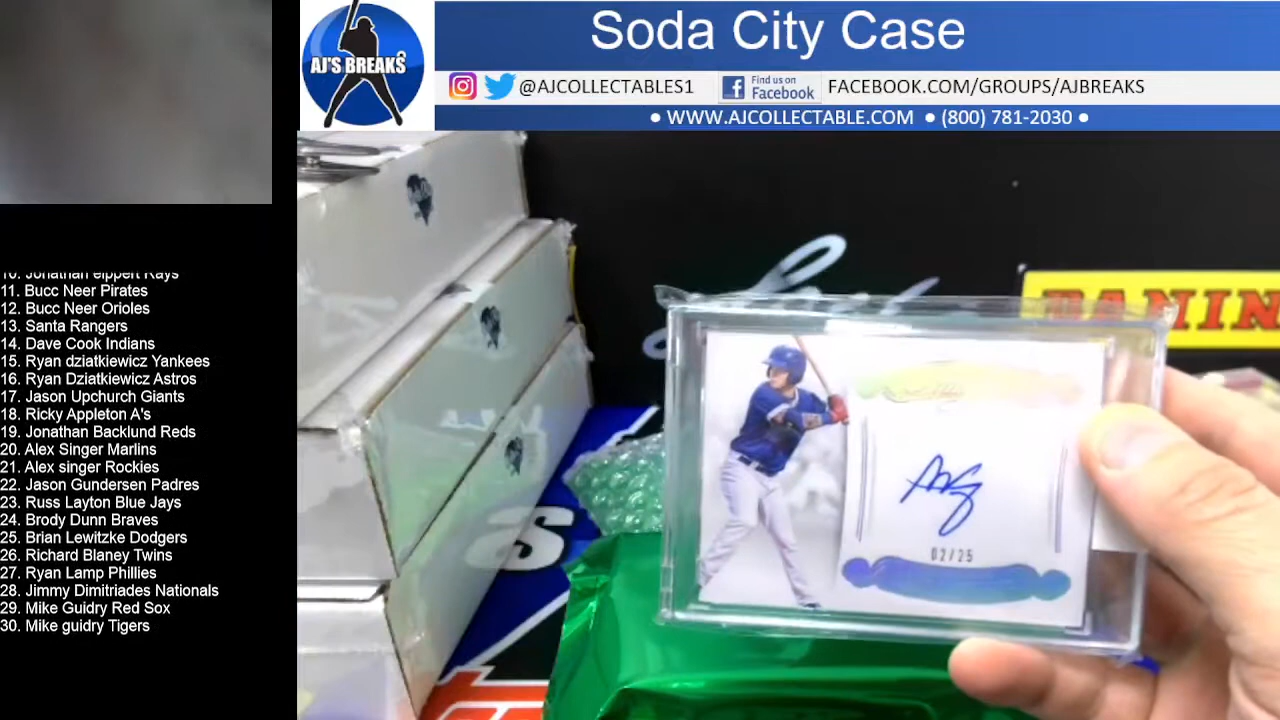 Soda City Case
AJ'S BREAKS
@AJCOLLECTABLES1
Find us on
Facebook
FACEBOOK.COM/GROUPS/AJBREAKS
• WWW.AJCOLLECTABLE.COM • (800) 781-2030 •
10. Jonathan eippert Rays
11. Bucc Neer Pirates
12. Bucc Neer Orioles
13. Santa Rangers
14. Dave Cook Indians
15. Ryan dziatkiewicz Yankees
16. Ryan Dziatkiewicz Astros
17. Jason Upchurch Giants
18. Ricky Appleton A's
19. Jonathan Backlund Reds
20. Alex Singer Marlins
21. Alex singer Rockies
22. Jason Gundersen Padres
23. Russ Layton Blue Jays
24. Brody Dunn Braves
25. Brian Lewitzke Dodgers
26. Richard Blaney Twins
27. Ryan Lamp Phillies
28. Jimmy Dimitriades Nationals
29. Mike Guidry Red Sox
30. Mike guidry Tigers
PANINI
02/25